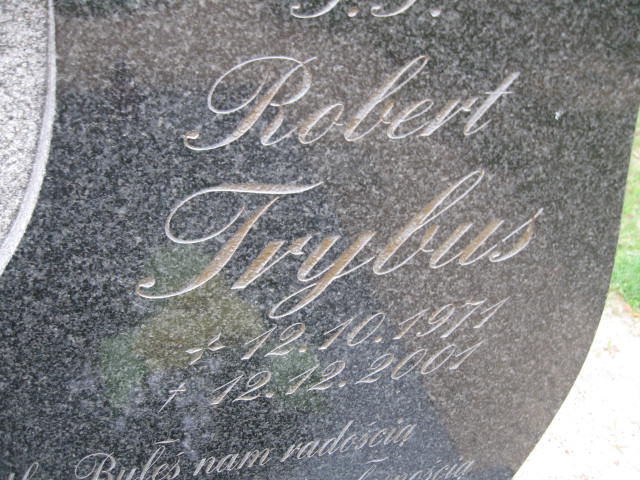 Ś.P.
Robert
Trybus
* 12.10.1971
† 12.12.2001
Byłeś nam radością